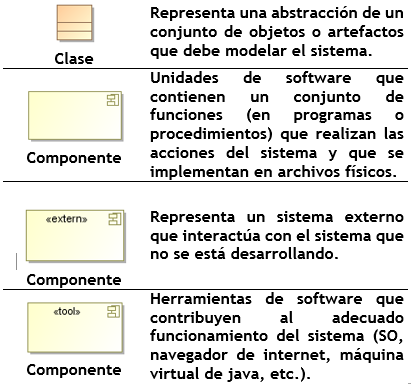 Clase
Representa una abstracción de un
conjunto de objetos o artefactos
que debe modelar el sistema.
Componente
Unidades de software que
contienen un conjunto de
funciones (en programas o
procedimientos) que realizan las
acciones del sistema y que se
implementan en archivos físicos.
«extern»
Componente
Representa un sistema externo
que interactúa con el sistema que
no se está desarrollando.
«tool»
Componente
Herramientas de software que
contribuyen al adecuado
funcionamiento del sistema (SO,
navegador de internet, máquina
virtual de java, etc.).